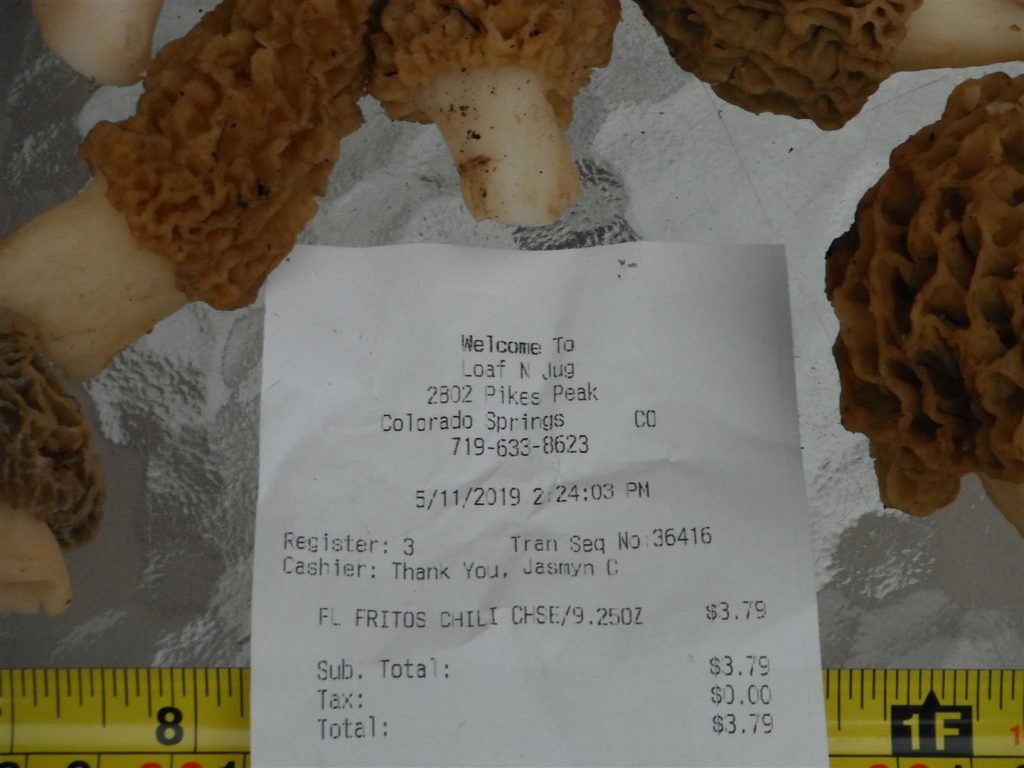 Welcome To
Loaf N Jug
2802 Pikes Peak
Colorado Springs CO
719-633-8623
5/11/2019 2:24:03 PM
Register: 3 Tran Seq No:36416
Cashier: Thank You, Jasmyn C
FL FRITOS CHILI CHSE/9.25OZ $3.79
Sub. Total: $3.79
Tax: $0.00
Total: $3.79
8 1F